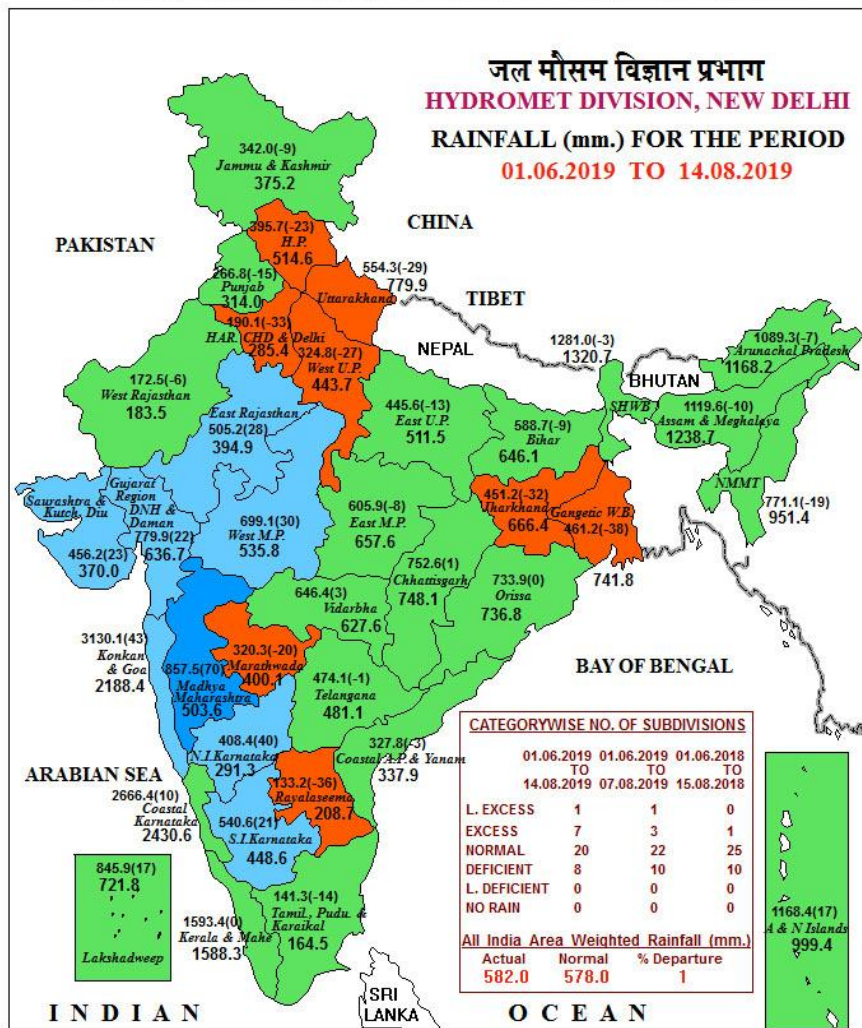 जल मौसम विज्ञान प्रभाग
HYDROMET DIVISION, NEW DELHI
RAINFALL (mm.) FOR THE PERIOD
01.06.2019 TO 14.08.2019
342.0(-9)
Jammu & Kashmir
375.2
CHINA
PAKISTAN
395.7(-23)
H.P.
514.6
554.3(-29)
779.9
Uttarakhand
266.8(-15)
Punjab
314.0
TIBET
190.1(-33)
HAR. CHD & Delhi
285.4
324.8(-27)
West U.P.
443.7
NEPAL
1281.0(-3)
1320.7
SHWB
BHUTAN
1089.3(-7)
Arunachal Pradesh
1168.2
172.5(-6)
West Rajasthan
183.5
East Rajasthan
505.2(28)
394.9
445.6(-13)
East U.P.
511.5
588.7(-9)
Bihar
646.1
1119.6(-10)
Assam & Meghalaya
1238.7
NMMT
771.1(-19)
951.4
Saurashtra &
Kutch, Diu
456.2(23)
370.0
Gujarat
Region
DNH &
Daman
779.9(22)
636.7
699.1(30)
West M.P.
535.8
605.9(-8)
East M.P.
657.6
451.2(-32)
Jharkhand
666.4
Gangetic W.B.
461.2(-38)
741.8
752.6(1)
Chhattisgarh
748.1
733.9(0)
Orissa
736.8
646.4(3)
Vidarbha
627.6
3130.1(43)
Konkan
& Goa
2188.4
857.5(70)
Madhya
Maharashtra
503.6
320.3(-20)
Marathwada
400.1
474.1(-1)
Telangana
481.1
BAY OF BENGAL
408.4(40)
N.I.Karnataka
291.3
327.8(-3)
Coastal A.P.& Yanam
337.9
ARABIAN SEA
133.2(-36)
Rayalaseema
208.7
2666.4(10)
Coastal
Karnataka
2430.6
540.6(21)
S.I.Karnataka
448.6
845.9(17)
721.8
Lakshadweep
141.3(-14)
Tamil., Pudu. &
Karaikal
164.5
1593.4(0)
Kerala & Mahe
1588.3
CATEGORYWISE NO. OF SUBDIVISIONS
01.06.2019 01.06.2019 01.06.2018
TO TO TO
14.08.2019 07.08.2019 15.08.2018
L. EXCESS 1 1 0
EXCESS 7 3 1
NORMAL 20 22 25
DEFICIENT 8 10 10
L. DEFICIENT 0 0 0
NO RAIN 0 0 0
All India Area Weighted Rainfall (mm.)
Actual Normal % Departure
582.0 578.0 1
1168.4(17)
A & N Islands
999.4
SRI
LANKA
INDIAN OCEAN